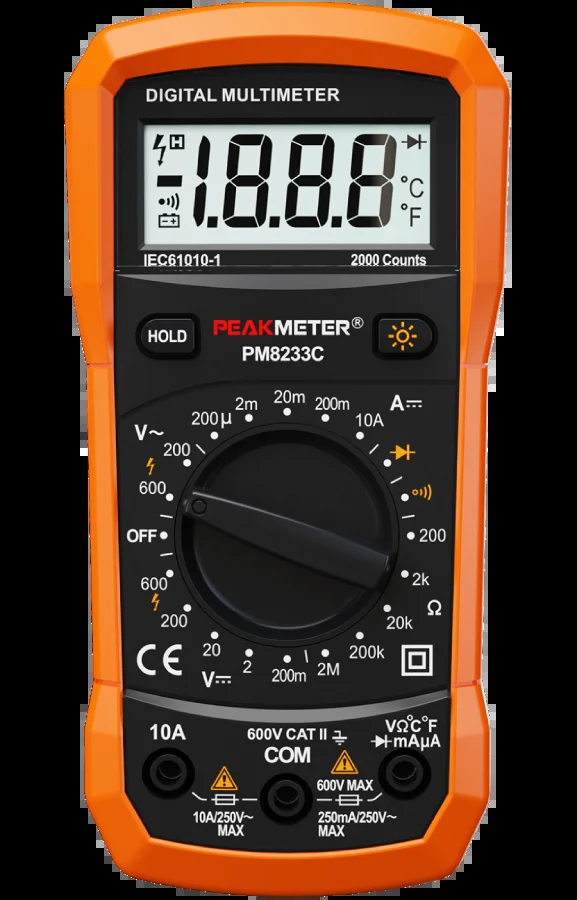 DIGITAL MULTIMETER
H
-1.8.8.8
°C
°F
IEC61010-1 2000 Counts
HOLD
PEAKMETER®
PM8233C
A⎓
V~
200µ 2m 20m 200m 10A
200
600
OFF
600
200
20
V⎓
2
200m
2M
200k
20k
Ω
2k
200
CE
10A
600V CAT II
COM
VΩ°C°F
mAµA
10A/250V~
MAX
600V MAX
250mA/250V~
MAX